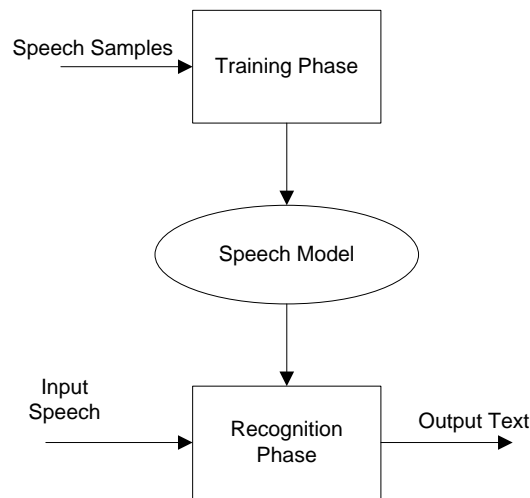 Speech Samples
Training Phase
Speech Model
Input
Speech
Recognition
Phase
Output Text